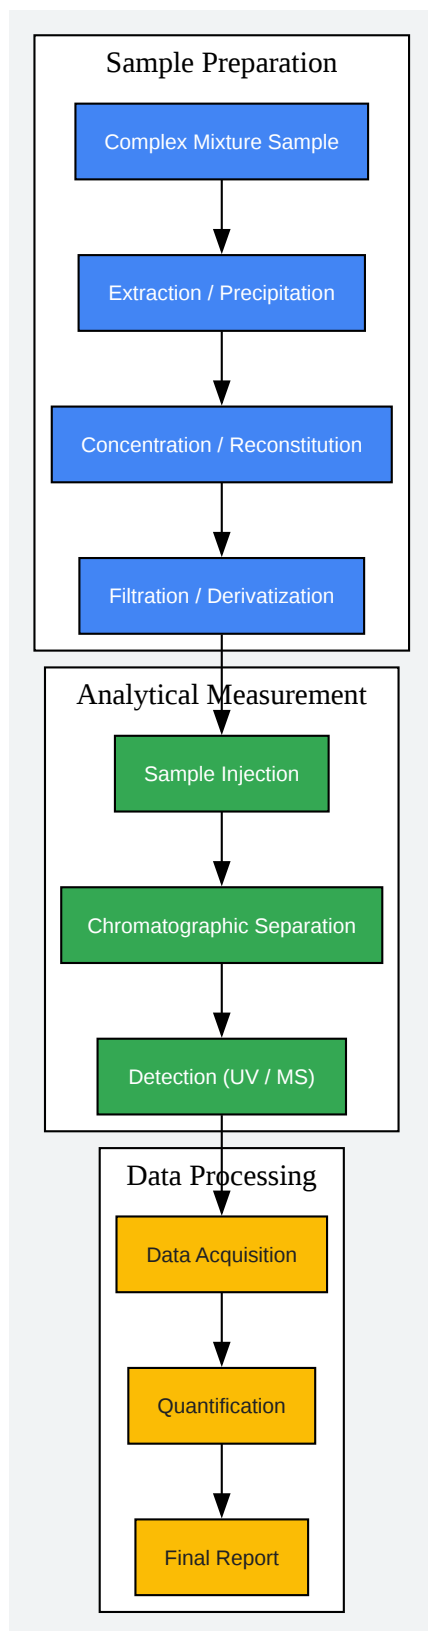 Sample Preparation
Complex Mixture Sample
Extraction / Precipitation
Concentration / Reconstitution
Filtration / Derivatization
Analytical Measurement
Sample Injection
Chromatographic Separation
Detection (UV / MS)
Data Processing
Data Acquisition
Quantification
Final Report